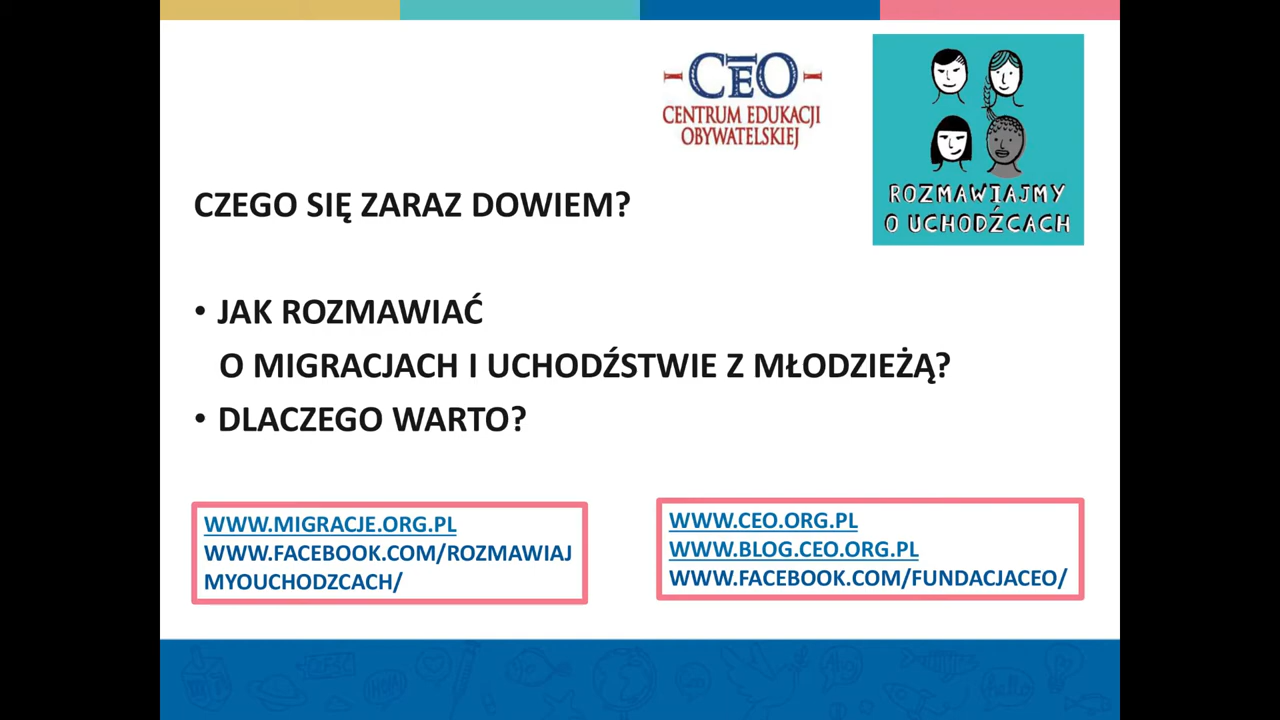 CEO
CENTRUM EDUKACJI
OBYWATELSKIEJ
ROZMAWIAJMY
O UCHODŹCACH
CZEGO SIĘ ZARAZ DOWIEM?
• JAK ROZMAWIAĆ
O MIGRACJACH I UCHODŹSTWIE Z MŁODZIEŻĄ?
• DLACZEGO WARTO?
WWW.MIGRACJE.ORG.PL
WWW.FACEBOOK.COM/ROZMAWIAJ
MYOUCHODZCACH/
WWW.CEO.ORG.PL
WWW.BLOG.CEO.ORG.PL
WWW.FACEBOOK.COM/FUNDACJACEO/